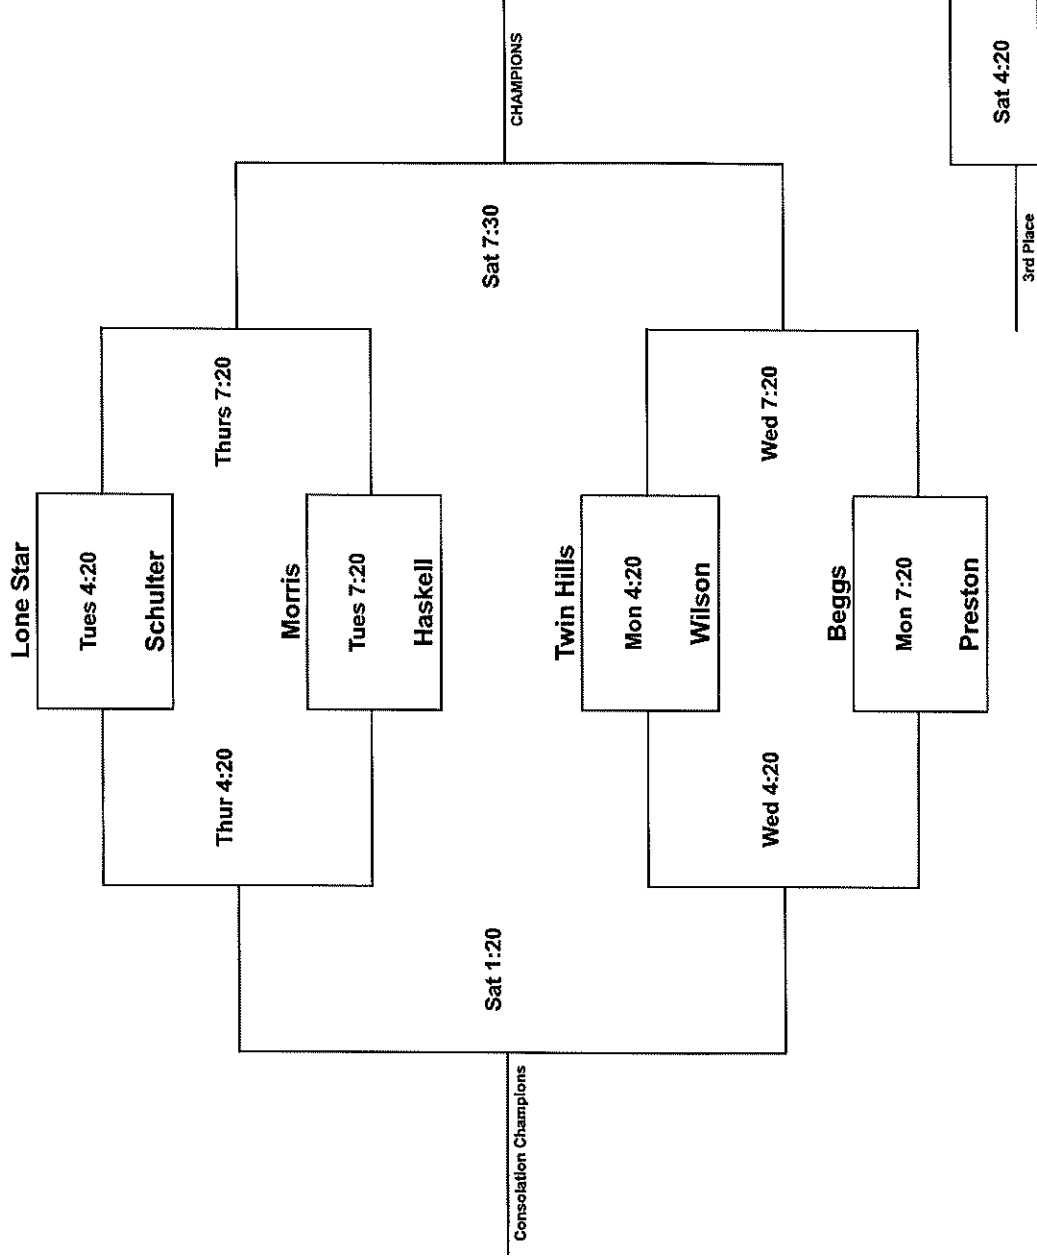 Lone Star
Tues 4:20
Schulter
Thur 4:20
Thurs 7:20
Morris
Tues 7:20
Haskell
Sat 1:20
Sat 7:30
Consolation Champions
CHAMPIONS
Twin Hills
Mon 4:20
Wilson
Wed 4:20
Wed 7:20
Beggs
Mon 7:20
Preston
Sat 4:20
3rd Place